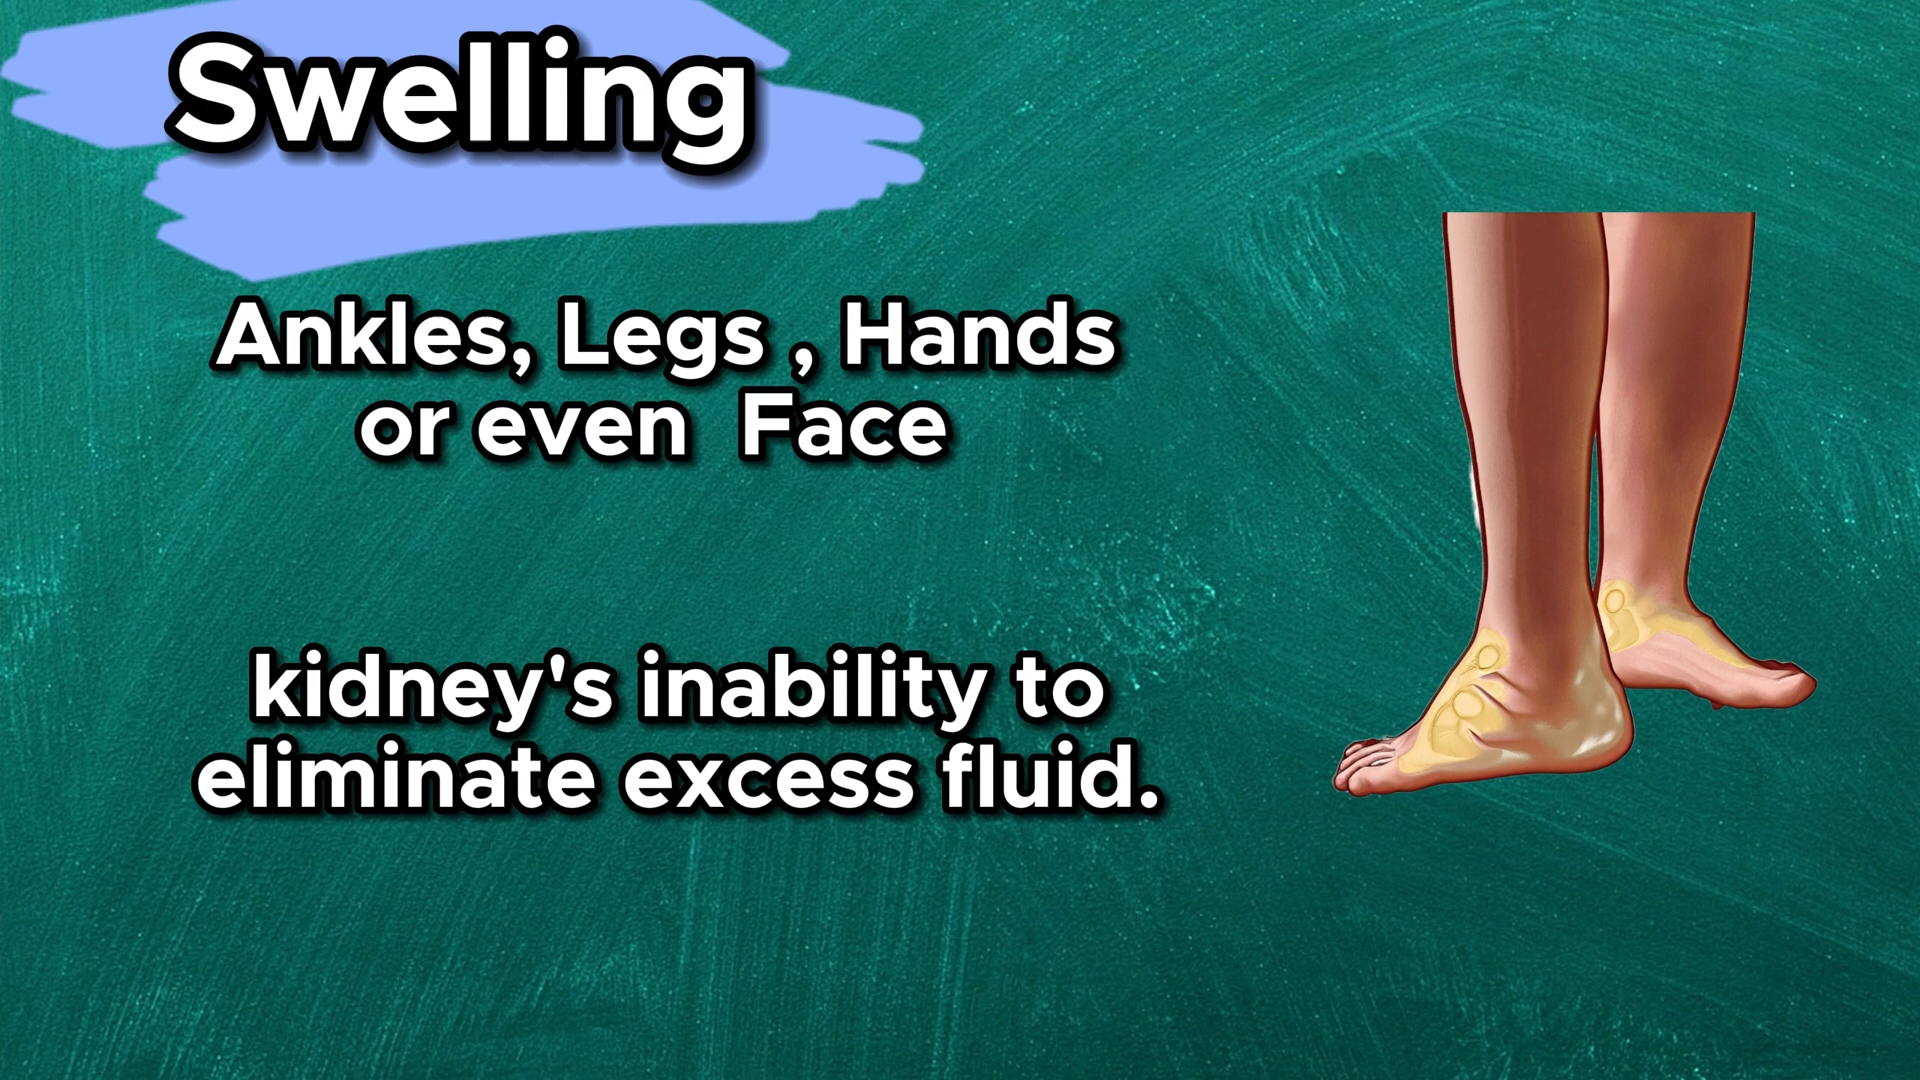 Swelling
Ankles, Legs , Hands
or even  Face
kidney's inability to
eliminate excess fluid.